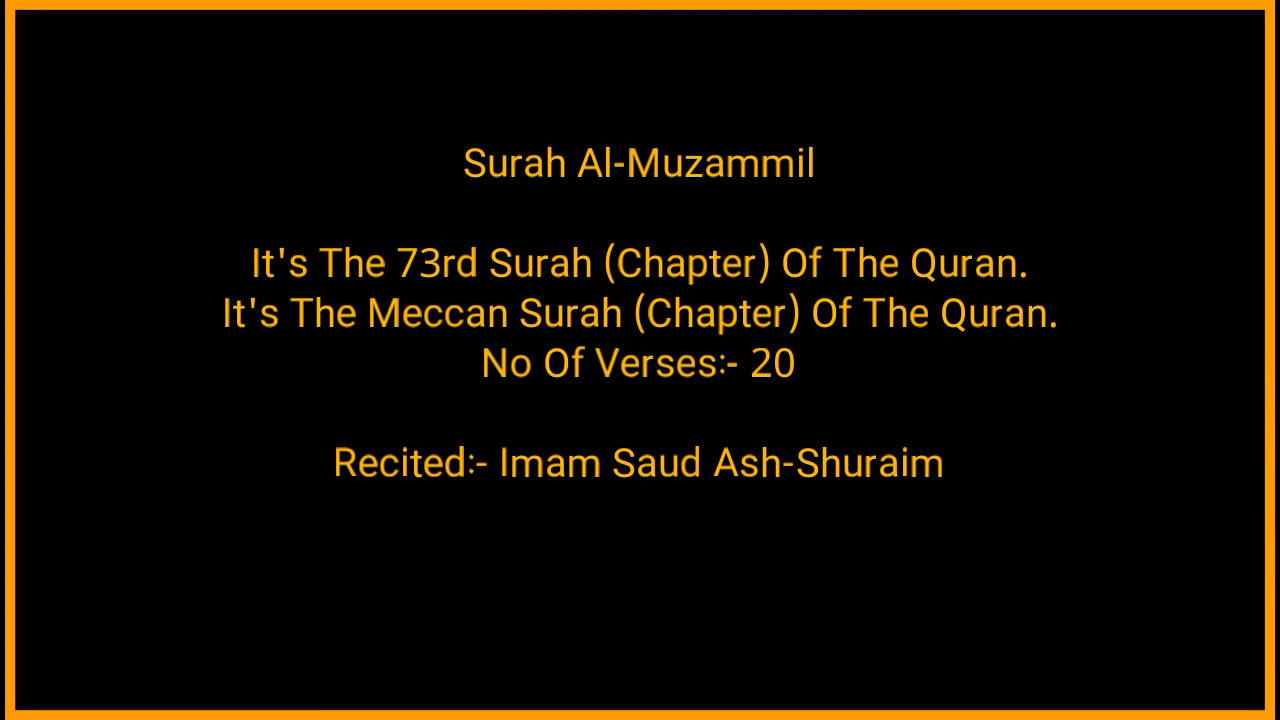 Surah Al-Muzammil
It's The 73rd Surah (Chapter) Of The Quran.
It's The Meccan Surah (Chapter) Of The Quran.
No Of Verses:- 20
Recited:- Imam Saud Ash-Shuraim